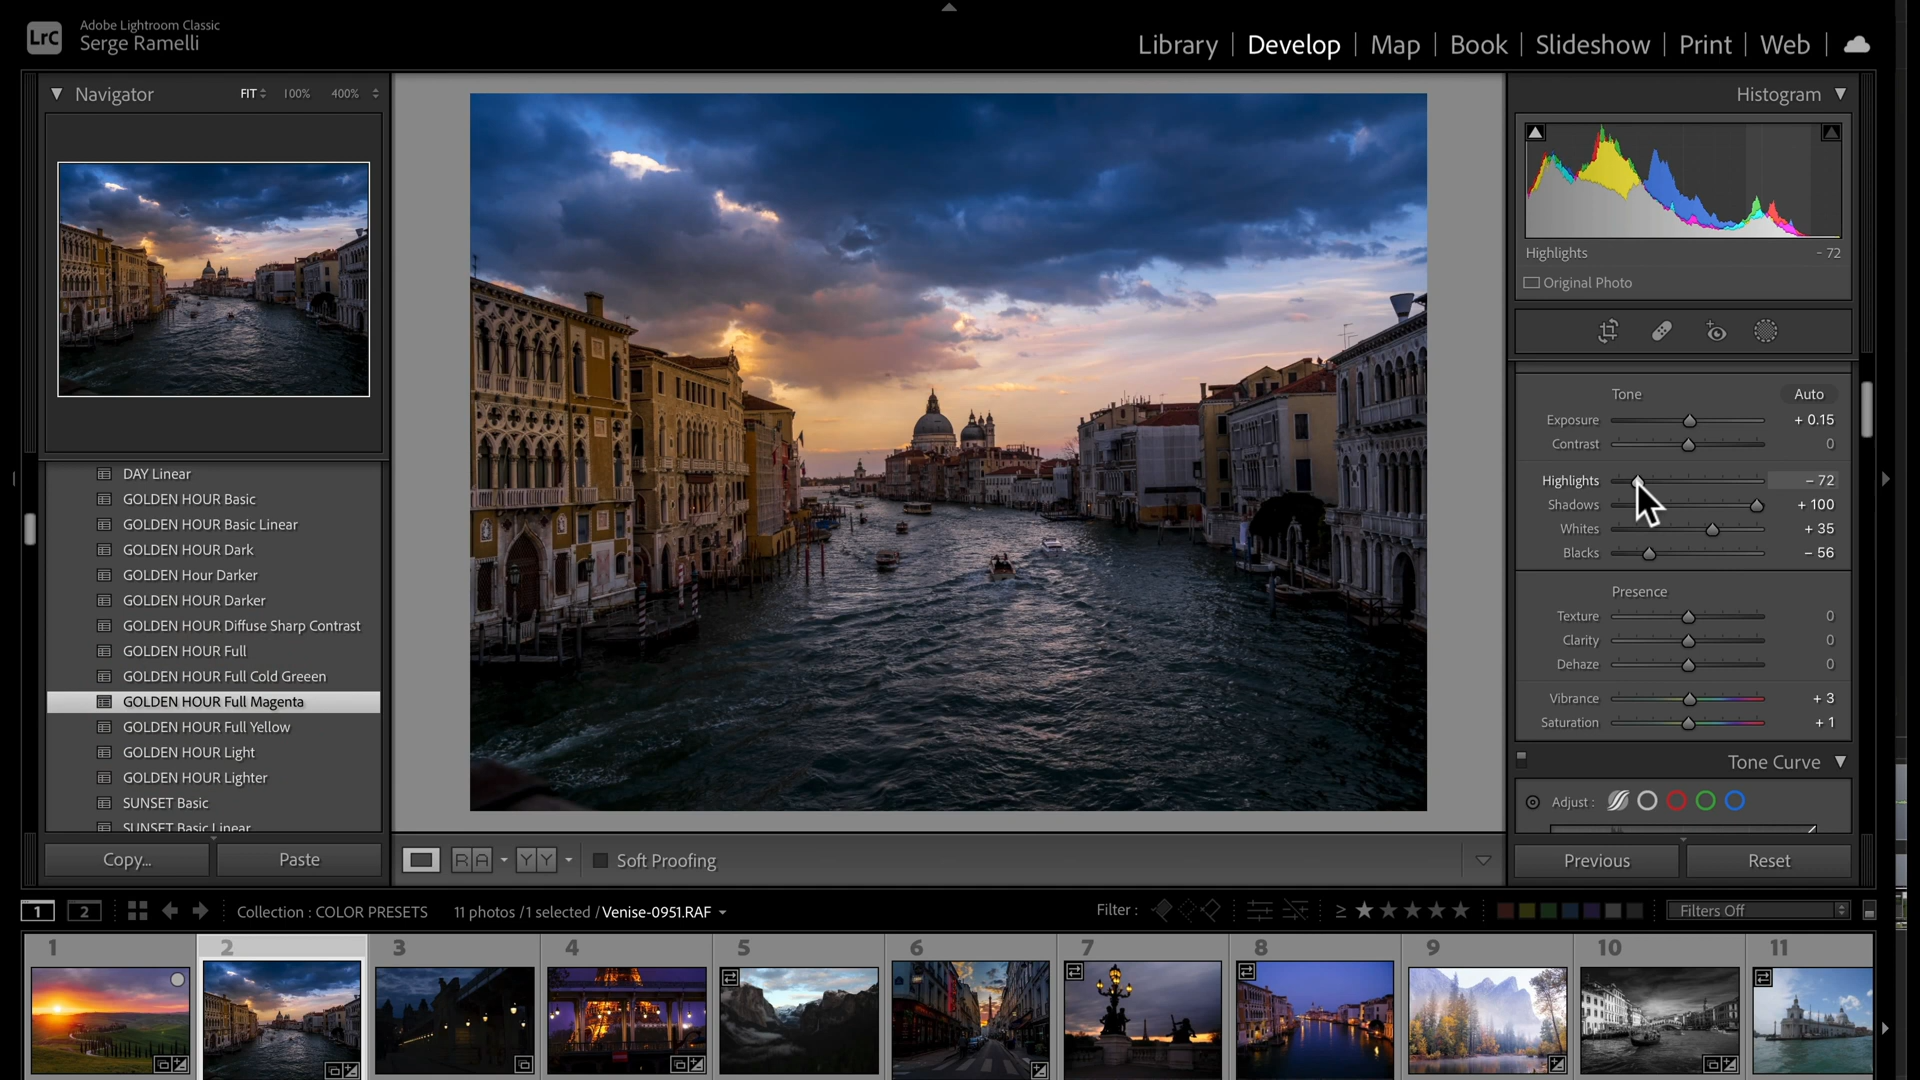 LrC
Adobe Lightroom Classic
Serge Ramelli
Library | Develop | Map | Book | Slideshow | Print | Web
Navigator
FIT 100% 400%
DAY Linear
GOLDEN HOUR Basic
GOLDEN HOUR Basic Linear
GOLDEN HOUR Dark
GOLDEN Hour Darker
GOLDEN HOUR Darker
GOLDEN HOUR Diffuse Sharp Contrast
GOLDEN HOUR Full
GOLDEN HOUR Full Cold Greeen
GOLDEN HOUR Full Magenta
GOLDEN HOUR Full Yellow
GOLDEN HOUR Light
GOLDEN HOUR Lighter
SUNSET Basic
SUNSET Basic Linear
Copy... Paste
R A Y Y Soft Proofing
Histogram
Highlights - 72
Original Photo
Tone Auto
Exposure + 0.15
Contrast 0
Highlights - 72
Shadows + 100
Whites + 35
Blacks - 56
Presence
Texture 0
Clarity 0
Dehaze 0
Vibrance + 3
Saturation + 1
Tone Curve
Adjust :
Previous Reset
1 2 Collection : COLOR PRESETS 11 photos /1 selected /Venise-0951.RAF Filter : ≥ Filters Off
1 2 3 4 5 6 7 8 9 10 11